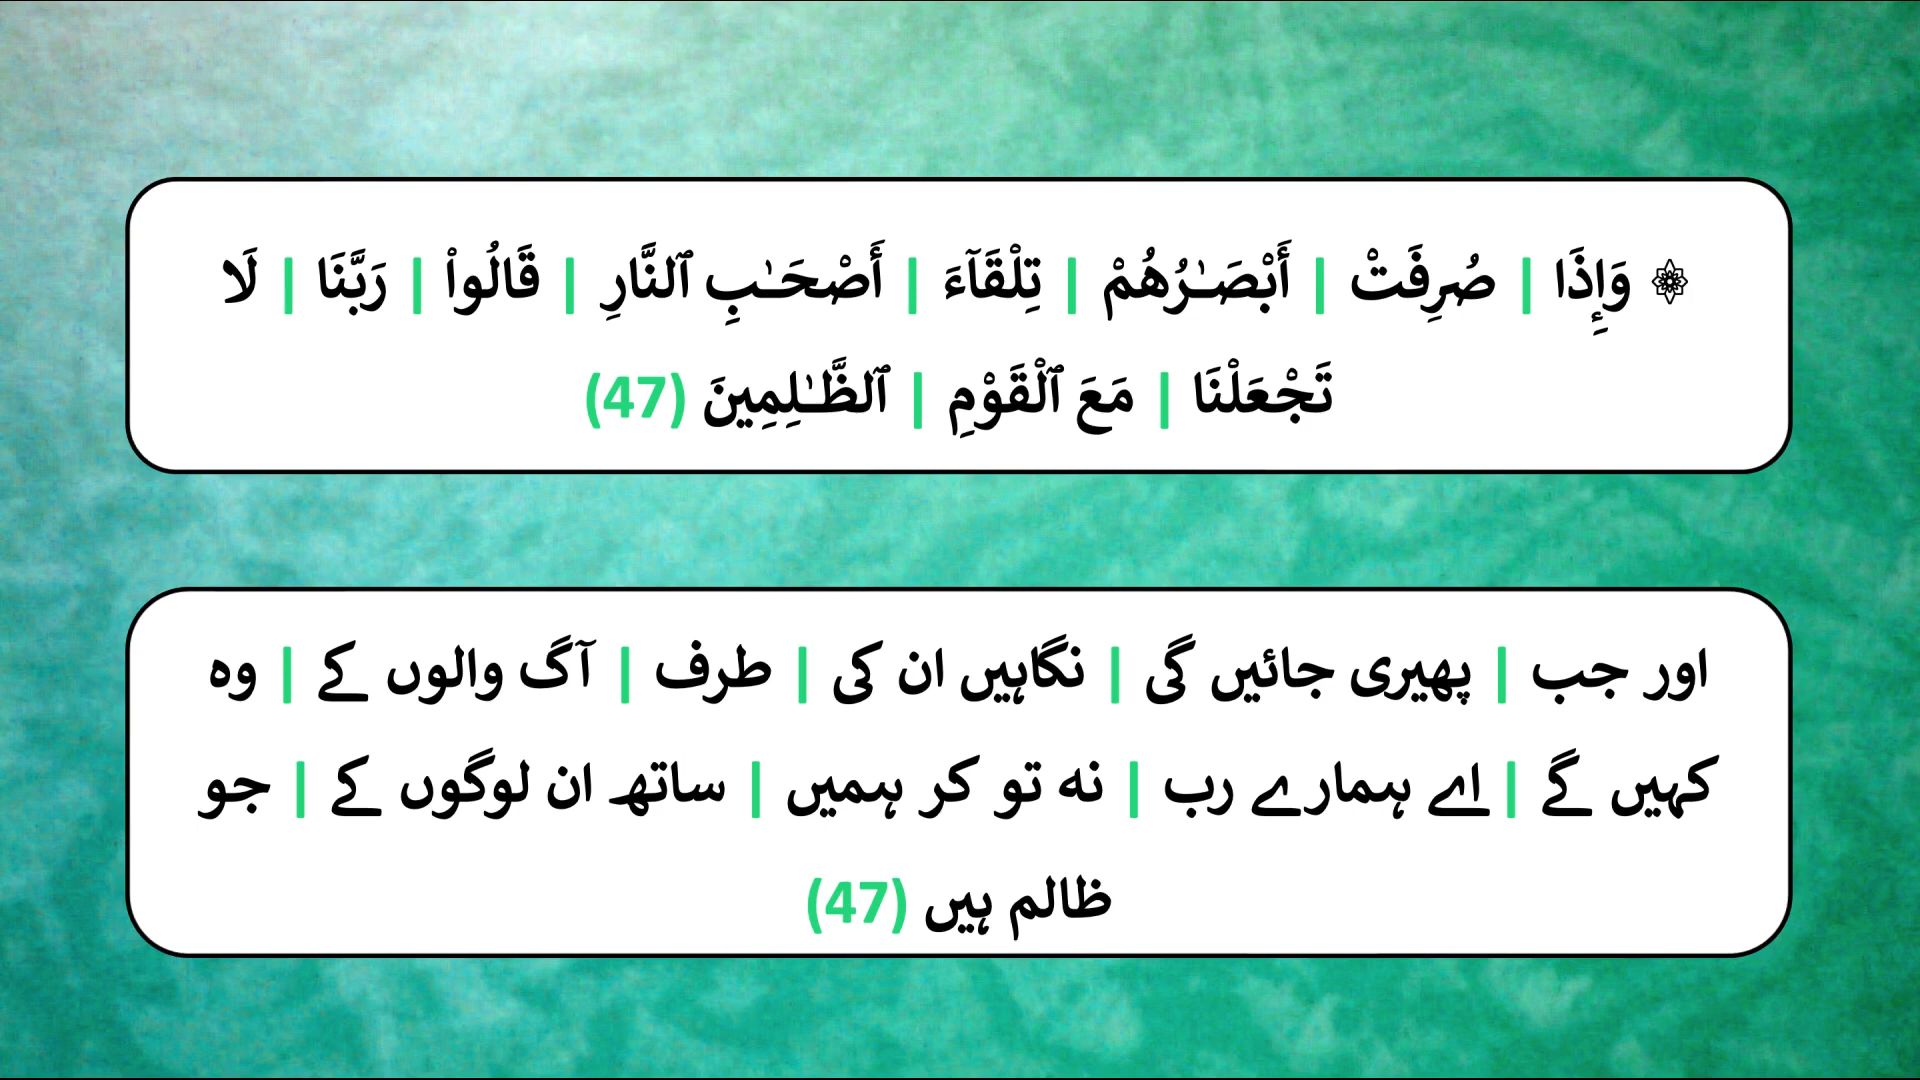 ۞ وَإِذَا | صُرِفَتْ | أَبْصَـٰرُهُمْ | تِلْقَآءَ | أَصْحَـٰبِ ٱلنَّارِ | قَالُوا۟ | رَبَّنَا | لَا
تَجْعَلْنَا | مَعَ ٱلْقَوْمِ | ٱلظَّـٰلِمِينَ (47)
اور جب | پھیری جائیں گی | نگاہیں ان کی | طرف | آگ والوں کے | وہ
کہیں گے | اے ہمارے رب | نہ تو کر ہمیں | ساتھ ان لوگوں کے | جو
ظالم ہیں (47)